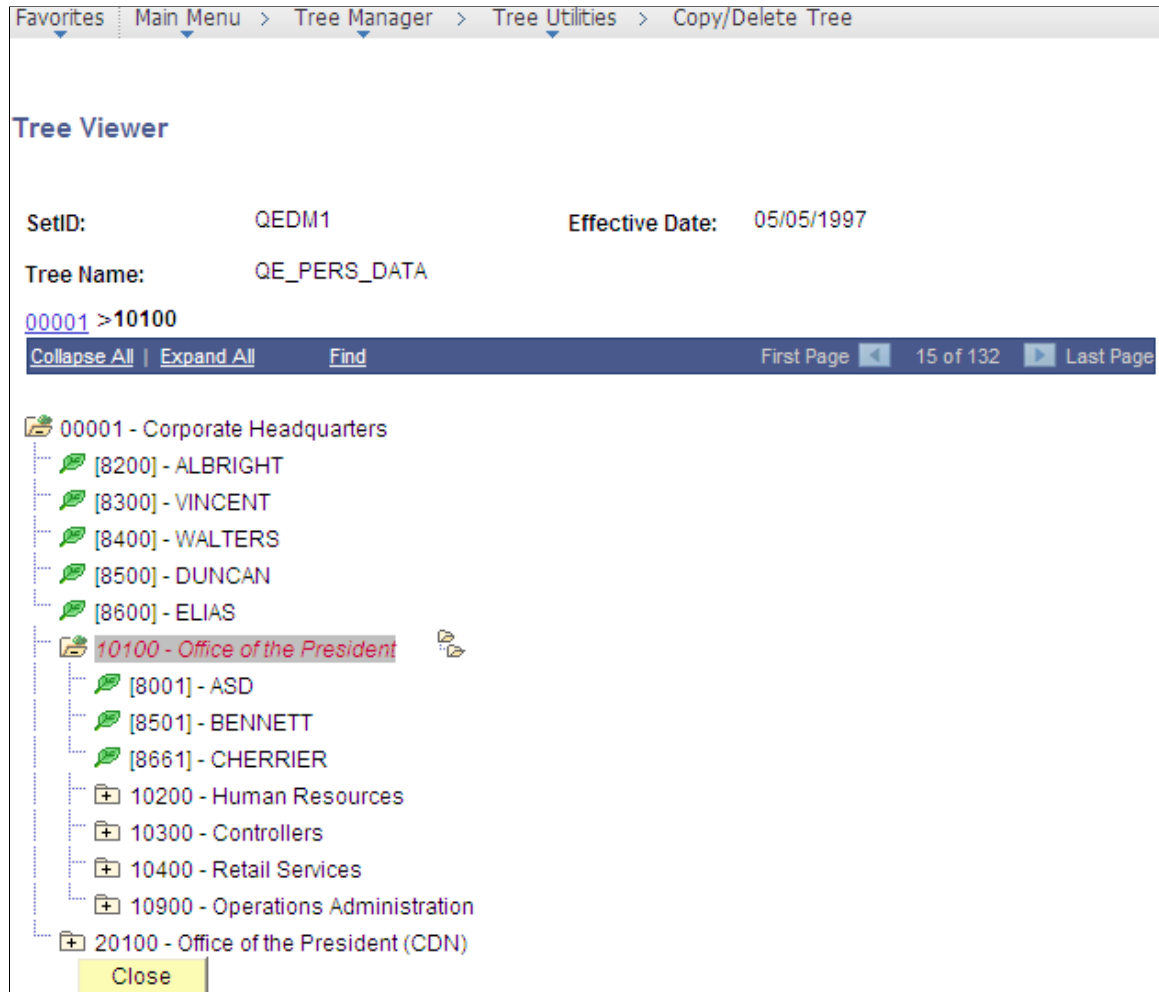 Favorites Main Menu > Tree Manager > Tree Utilities > Copy/Delete Tree
Tree Viewer
SetID: QEDM1 Effective Date: 05/05/1997
Tree Name: QE_PERS_DATA
00001 >10100
Collapse All | Expand All Find First Page 15 of 132 Last Page
00001 - Corporate Headquarters
[8200] - ALBRIGHT
[8300] - VINCENT
[8400] - WALTERS
[8500] - DUNCAN
[8600] - ELIAS
10100 - Office of the President
[8001] - ASD
[8501] - BENNETT
[8661] - CHERRIER
10200 - Human Resources
10300 - Controllers
10400 - Retail Services
10900 - Operations Administration
20100 - Office of the President (CDN)
Close